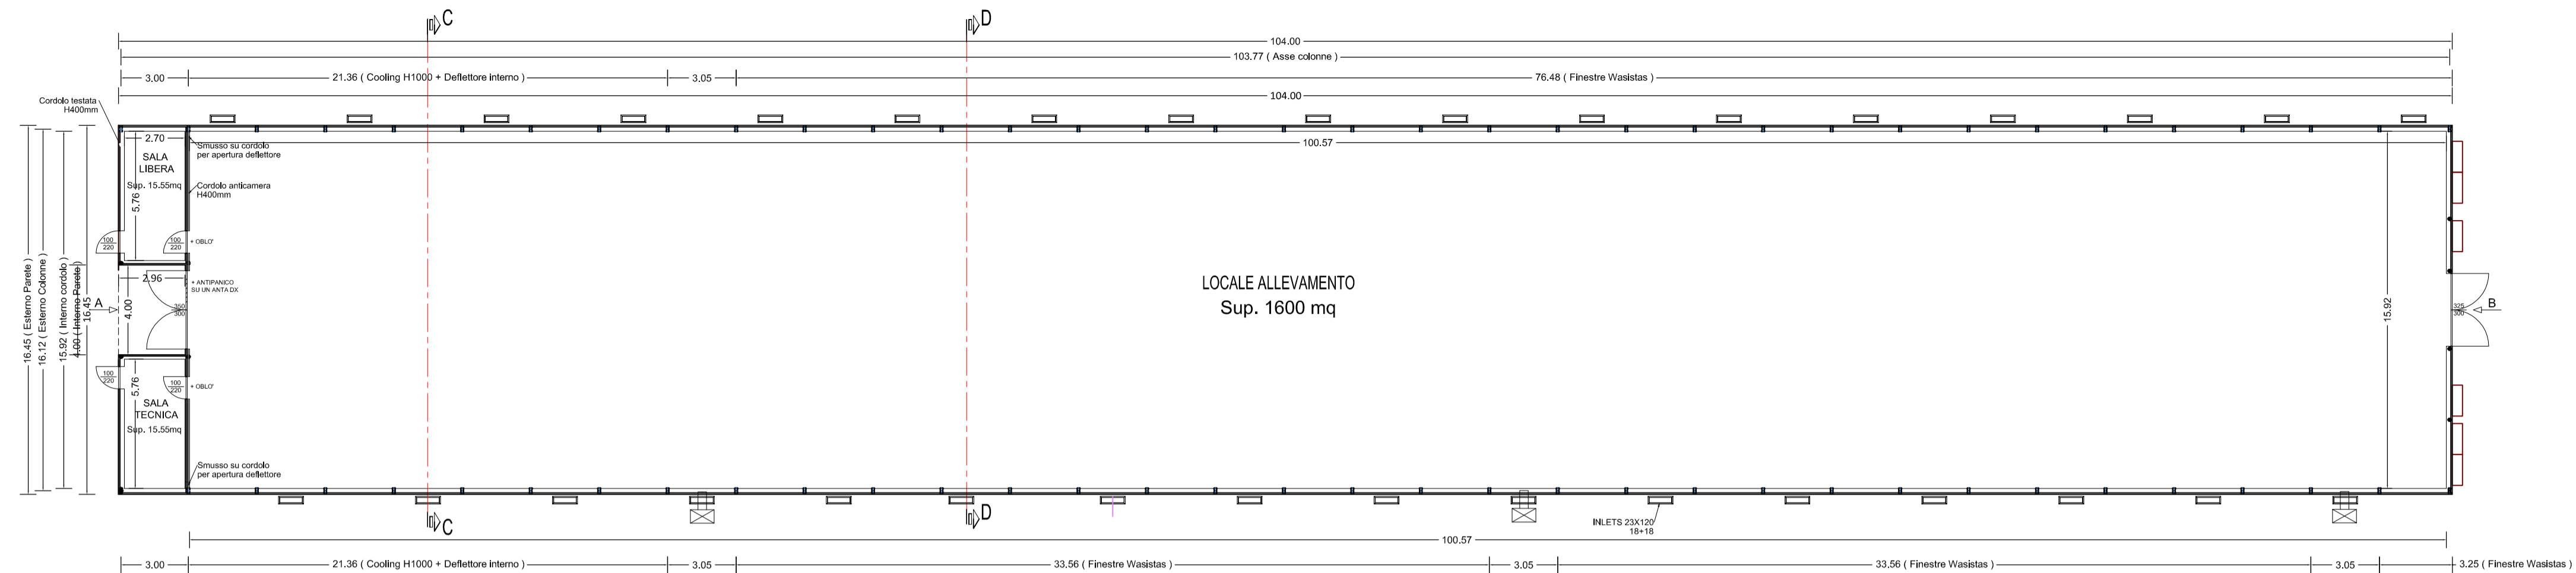 C
D
104.00
103.77 ( Asse colonne )
3.00
21.36 ( Cooling H1000 + Deflettore interno )
3.05
76.48 ( Finestre Wasistas )
104.00
Cordolo testata
H400mm
2.70
Smusso su cordolo
per apertura deflettore
100.57
SALA
LIBERA
Sup. 15.55mq
5.76
Cordolo anticamera
H400mm
100
220
100
220
+ OBLO'
16.45 ( Esterno Parete )
16.12 ( Esterno Colonne )
15.92 ( Interno cordolo )
4.00 ( Interno Parete )
16.45
A
2.96
4.00
+ ANTIPANICO
SU UN ANTA DX
350
300
LOCALE ALLEVAMENTO
Sup. 1600 mq
15.92
325
300
B
100
220
100
220
+ OBLO'
5.76
SALA
TECNICA
Sup. 15.55mq
Smusso su cordolo
per apertura deflettore
C
D
INLETS 23X120
18+18
100.57
3.00
21.36 ( Cooling H1000 + Deflettore interno )
3.05
33.56 ( Finestre Wasistas )
3.05
33.56 ( Finestre Wasistas )
3.05
3.25 ( Finestre Wasistas )